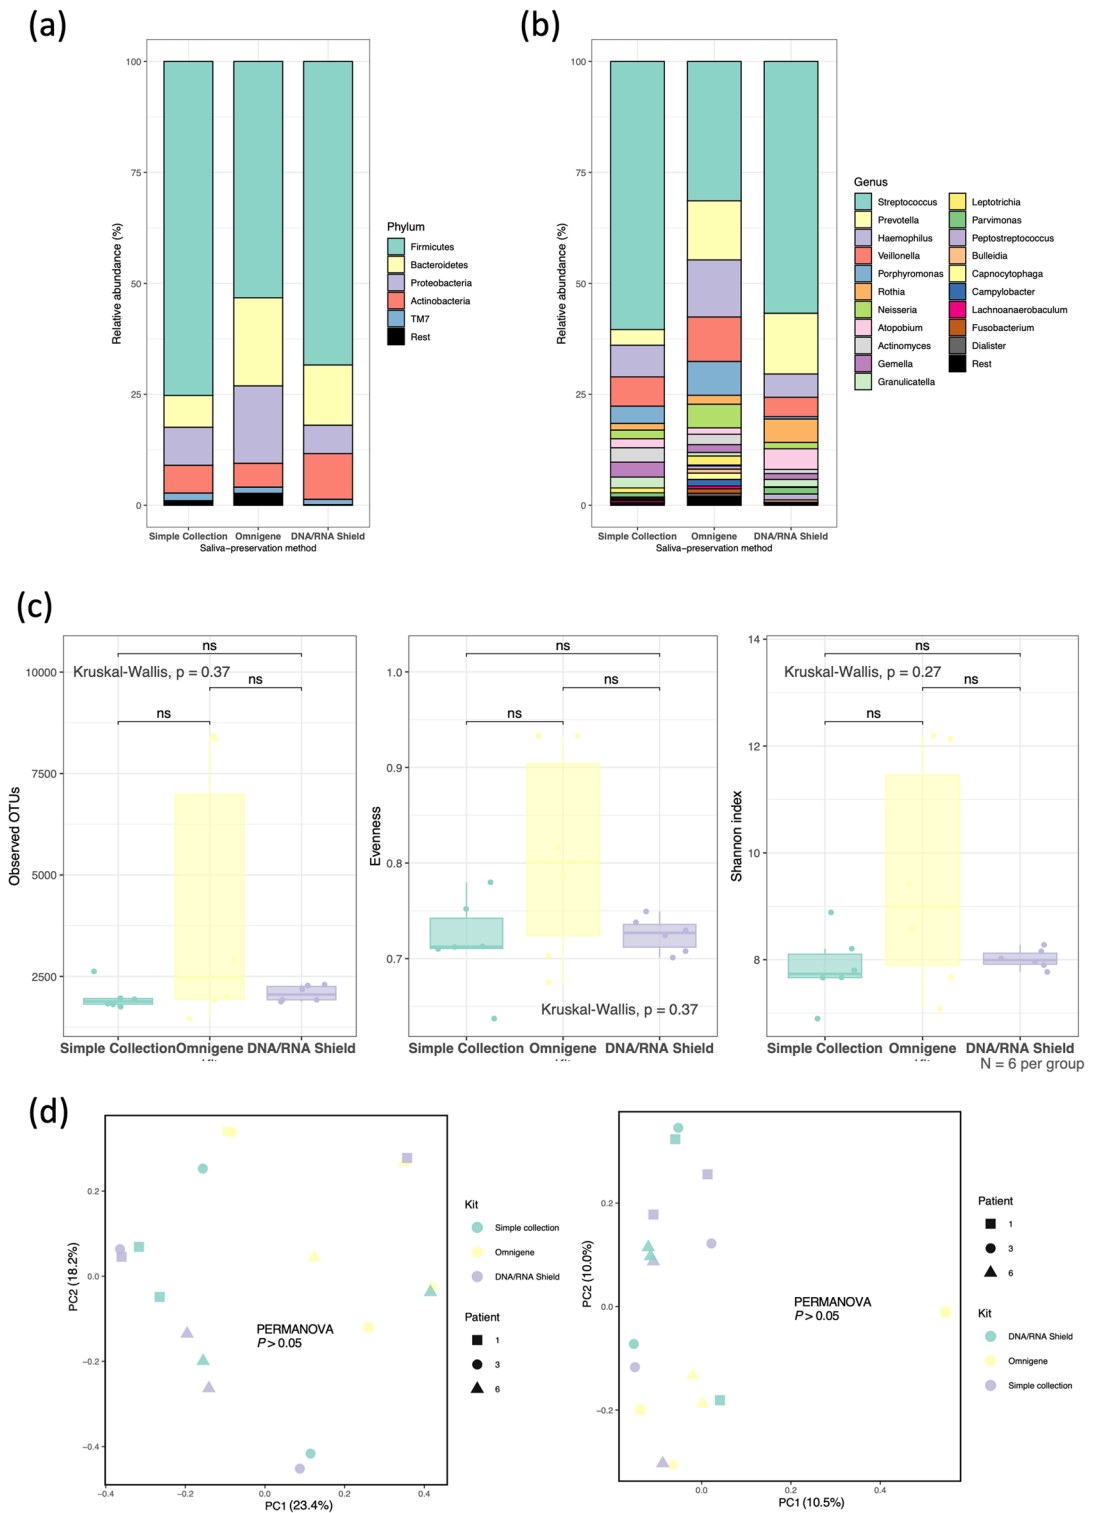 (a)
100
75
50
25
0
Relative abundance (%)
Simple Collection Omnigene DNA/RNA Shield
Saliva-preservation method
Phylum
Firmicutes
Bacteroidetes
Proteobacteria
Actinobacteria
TM7
Rest
(b)
100
75
50
25
0
Relative abundance (%)
Simple Collection Omnigene DNA/RNA Shield
Saliva-preservation method
Genus
Streptococcus
Prevotella
Haemophilus
Veillonella
Porphyromonas
Rothia
Neisseria
Atopobium
Actinomyces
Gemella
Granulicatella
Leptotrichia
Parvimonas
Peptostreptococcus
Bulleidia
Capnocytophaga
Campylobacter
Lachnoanaerobaculum
Fusobacterium
Dialister
Rest
(c)
ns
Kruskal-Wallis, p = 0.37
ns
ns
10000
7500
5000
2500
Observed OTUs
Simple Collection Omnigene DNA/RNA Shield
ns
ns
ns
1.0
0.9
0.8
0.7
Evenness
Kruskal-Wallis, p = 0.37
Simple Collection Omnigene DNA/RNA Shield
ns
Kruskal-Wallis, p = 0.27
ns
ns
14
12
10
8
Shannon index
Simple Collection Omnigene DNA/RNA Shield
N = 6 per group
(d)
0.2
0.0
−0.2
−0.4
PC2 (18.2%)
PERMANOVA
P > 0.05
−0.4 −0.2 0.0 0.2 0.4
PC1 (23.4%)
Kit
Simple collection
Omnigene
DNA/RNA Shield
Patient
1
3
6
0.2
0.0
−0.2
PC2 (10.0%)
PERMANOVA
P > 0.05
0.0 0.2 0.4
PC1 (10.5%)
Patient
1
3
6
Kit
DNA/RNA Shield
Omnigene
Simple collection